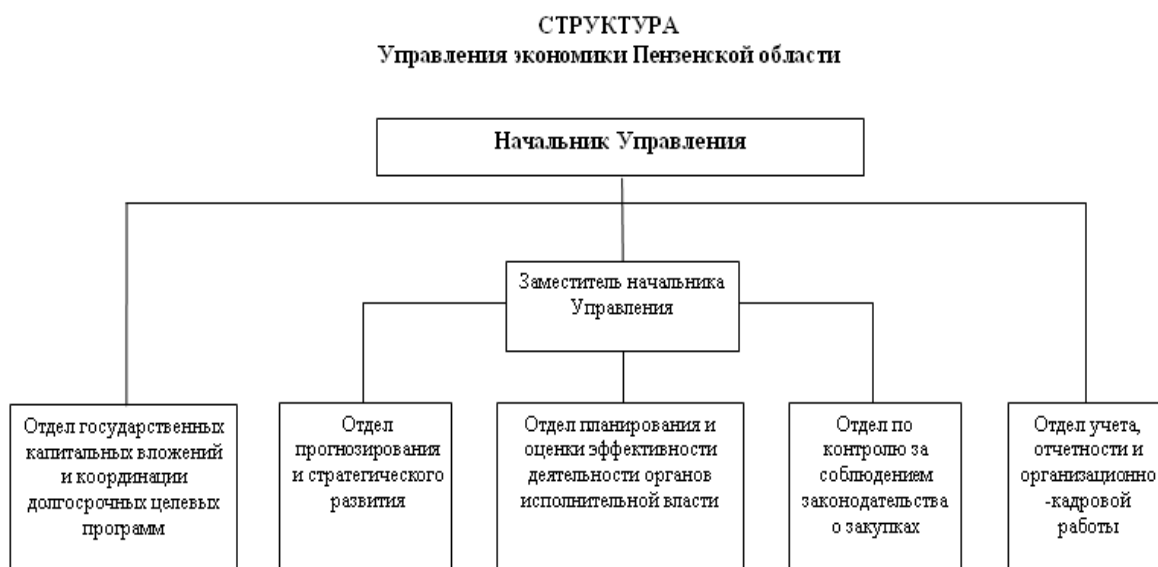 СТРУКТУРА
Управления экономики Пензенской области
Начальник Управления
Заместитель начальника
Управления
Отдел государственных
капитальных вложений
и координации
долгосрочных целевых
программ
Отдел
прогнозирования
и стратегического
развития
Отдел планирования и
оценки эффективности
деятельности органов
исполнительной власти
Отдел по
контролю за
соблюдением
законодательства
о закупках
Отдел учета,
отчетности и
организационно
-кадровой
работы